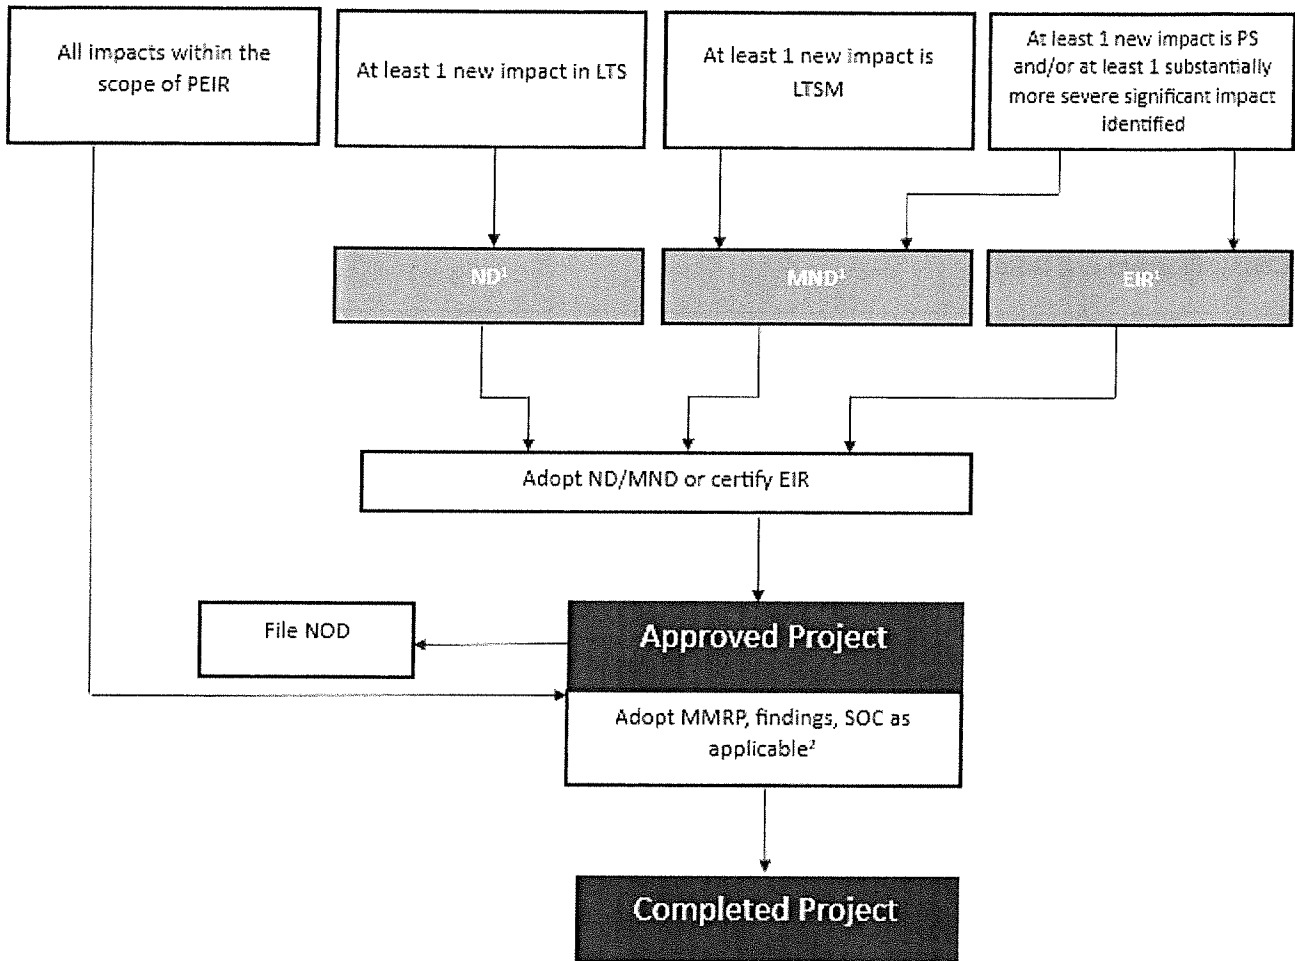 All impacts within the
scope of PEIR
At least 1 new impact in LTS
At least 1 new impact is
LTSM
At least 1 new impact is PS
and/or at least 1 substantially
more severe significant impact
identified
ND¹
MND¹
EIR¹
Adopt ND/MND or certify EIR
File NOD
Approved Project
Adopt MMRP, findings, SOC as
applicable²
Completed Project